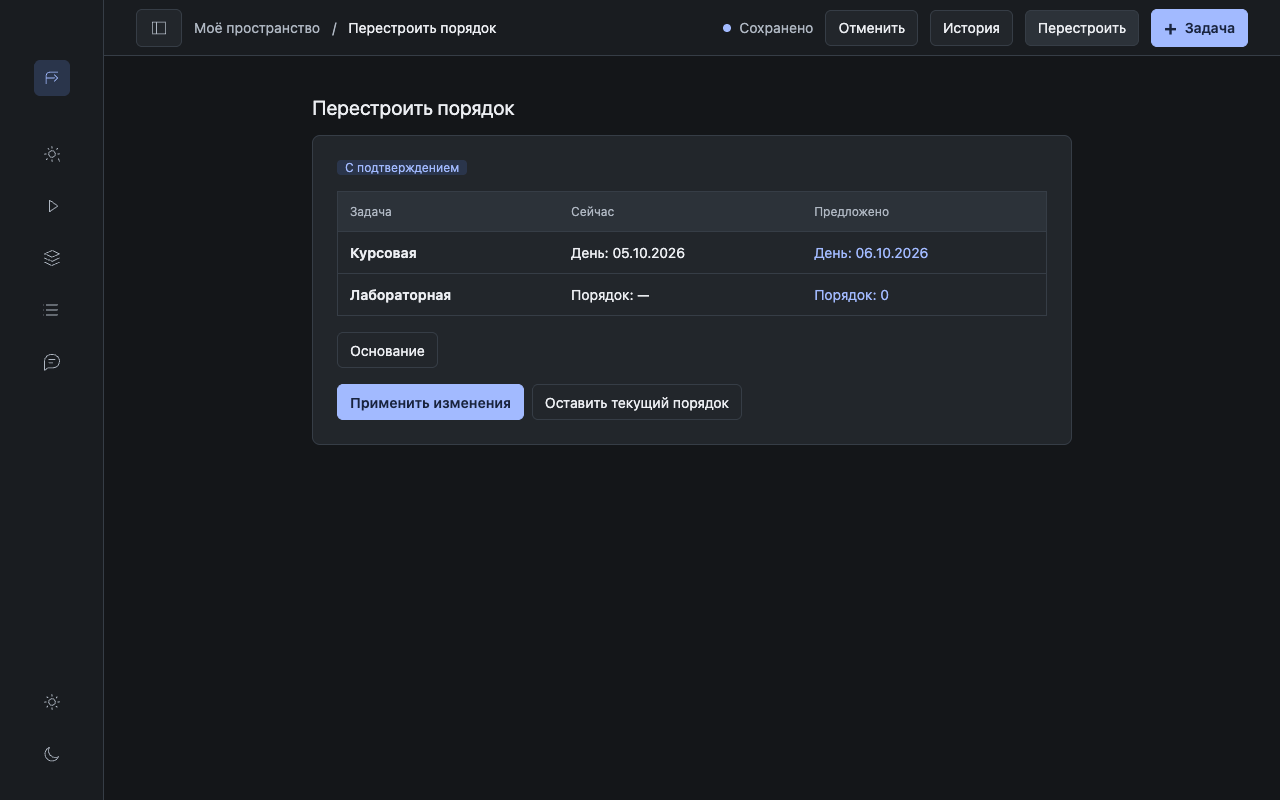 Моё пространство / Перестроить порядок
Сохранено
Отменить
История
Перестроить
+ Задача
Перестроить порядок
С подтверждением
Задача Сейчас Предложено
Курсовая День: 05.10.2026 День: 06.10.2026
Лабораторная Порядок: — Порядок: 0
Основание
Применить изменения Оставить текущий порядок